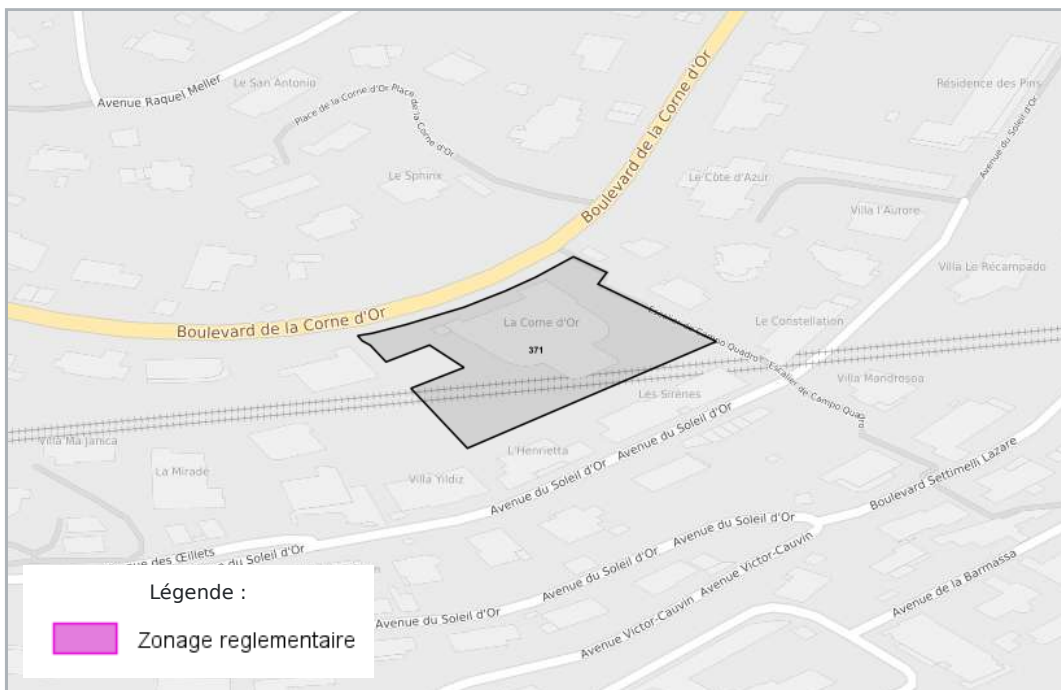 Avenue Raquel Meller
Le San Antonio
Place de la Corne d'Or
Place de la Corne d'Or
Boulevard de la Corne d'Or
Résidence des Pins
Avenue du Soleil d'Or
Le Sphinx
Le Côte d'Azur
Villa l'Aurore
Villa Le Récampado
Boulevard de la Corne d'Or
La Corne d'Or
371
Escalier de Campo Quadro
Escalier de Campo Quadro
Le Constellation
Villa Mandrosoa
Les Sirènes
Villa Ma Janica
La Mirade
L'Henrietta
Villa Yildiz
Avenue du Soleil d'Or
Avenue du Soleil d'Or
Boulevard Settimelli Lazare
Avenue du Soleil d'Or
Avenue du Soleil d'Or
des Œillets
du Soleil d'Or
Avenue Victor-Cauvin
Avenue Victor-Cauvin
Avenue de la Barmassa
Avenue du Soleil d'Or
Légende :
Zonage reglementaire